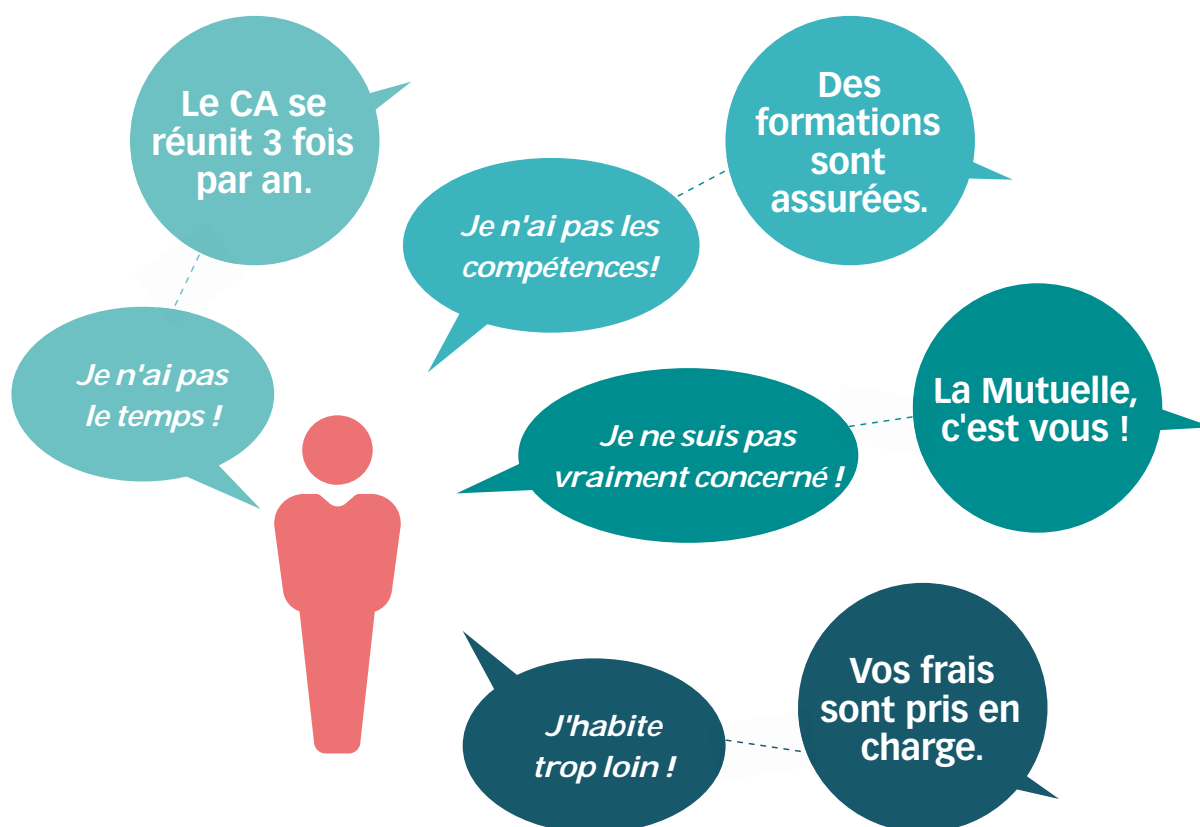 Le CA se
réunit 3 fois
par an.
Je n'ai pas
le temps !
Des
formations
sont
assurées.
Je n'ai pas les
compétences!
La Mutuelle,
c'est vous !
Je ne suis pas
vraiment concerné !
Vos frais
sont pris en
charge.
J'habite
trop loin !